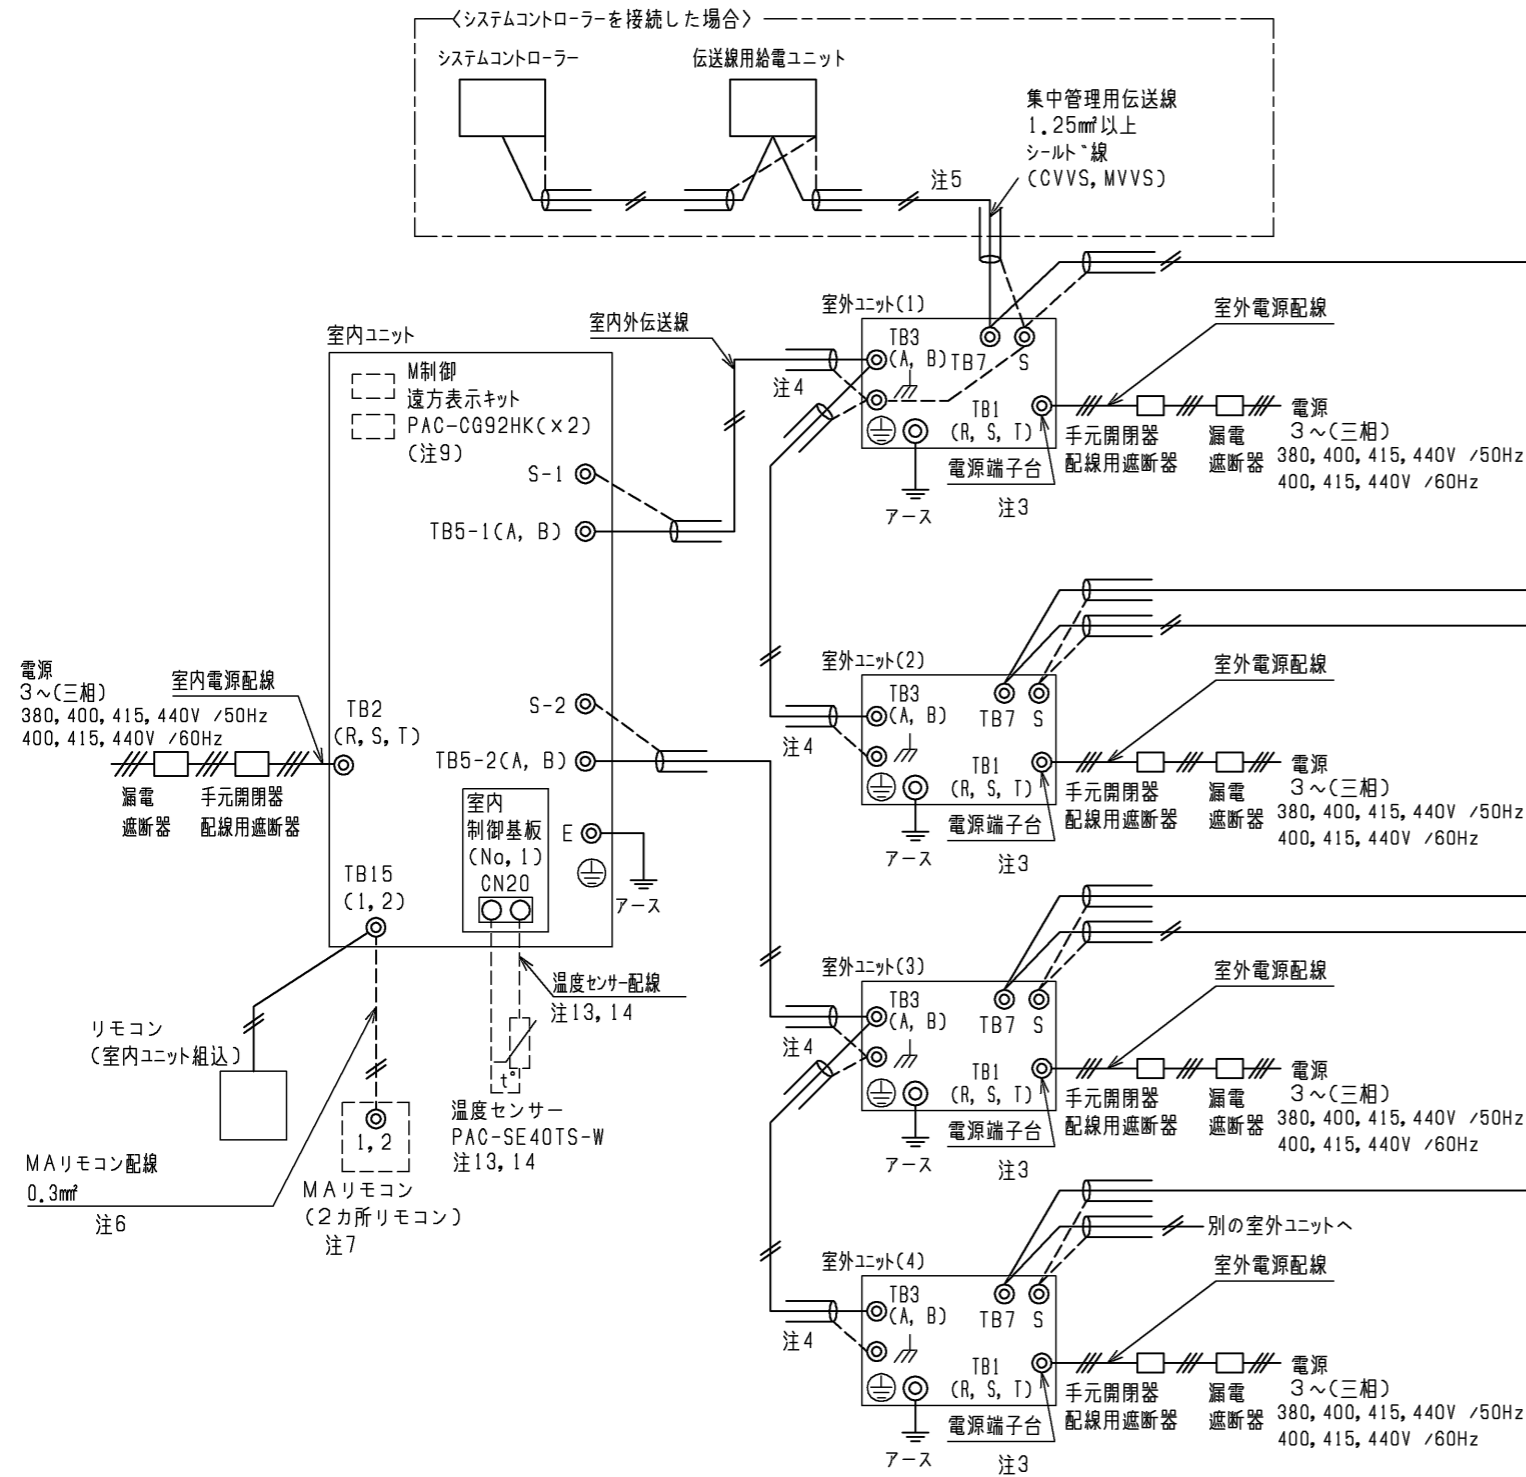 〈システムコントローラーを接続した場合〉
システムコントローラー
伝送線用給電ユニット
集中管理用伝送線
1.25㎟以上
シールド線
(CVVS, MVVS)
注5
室外ユニット(1)
TB3
(A, B)
TB7
S
TB1
(R, S, T)
電源端子台
アース
注3
注4
室外電源配線
手元開閉器
配線用遮断器
漏電
遮断器
電源
3～(三相)
380, 400, 415, 440V /50Hz
400, 415, 440V /60Hz
室内外伝送線
室内ユニット
M制御
遠方表示キット
PAC-CG92HK(×2)
(注9)
S-1
TB5-1(A, B)
S-2
TB5-2(A, B)
E
アース
室内
制御基板
(No,1)
CN20
TB2
(R, S, T)
TB15
(1, 2)
電源
3～(三相)
380, 400, 415, 440V /50Hz
400, 415, 440V /60Hz
室内電源配線
漏電
遮断器
手元開閉器
配線用遮断器
温度センサー配線
注13, 14
t°
温度センサー
PAC-SE40TS-W
注13, 14
リモコン
(室内ユニット組込)
1, 2
MAリモコン配線
0.3㎟
注6
MAリモコン
(2カ所リモコン)
注7
室外ユニット(2)
TB3
(A, B)
TB7
S
TB1
(R, S, T)
電源端子台
アース
注3
注4
室外電源配線
手元開閉器
配線用遮断器
漏電
遮断器
電源
3～(三相)
380, 400, 415, 440V /50Hz
400, 415, 440V /60Hz
室外ユニット(3)
TB3
(A, B)
TB7
S
TB1
(R, S, T)
電源端子台
アース
注3
注4
室外電源配線
手元開閉器
配線用遮断器
漏電
遮断器
電源
3～(三相)
380, 400, 415, 440V /50Hz
400, 415, 440V /60Hz
別の室外ユニットへ
室外ユニット(4)
TB3
(A, B)
TB7
S
TB1
(R, S, T)
電源端子台
アース
注3
注4
室外電源配線
手元開閉器
配線用遮断器
漏電
遮断器
電源
3～(三相)
380, 400, 415, 440V /50Hz
400, 415, 440V /60Hz